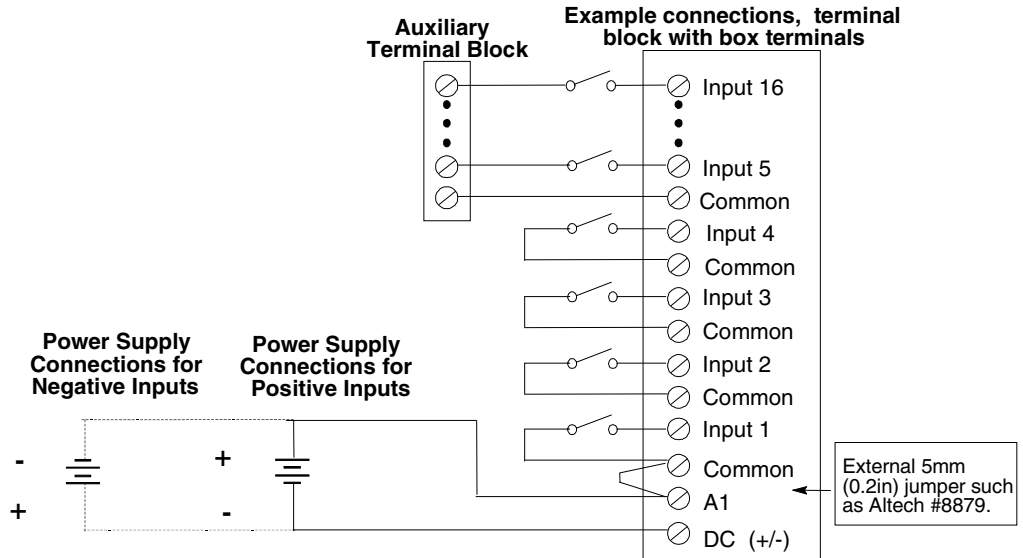 Auxiliary
Terminal Block
Example connections, terminal
block with box terminals
Input 16
Input 5
Common
Input 4
Common
Input 3
Common
Input 2
Common
Input 1
Common
A1
DC (+/-)
Power Supply
Connections for
Negative Inputs
Power Supply
Connections for
Positive Inputs
-
+
+
-
External 5mm
(0.2in) jumper such
as Altech #8879.